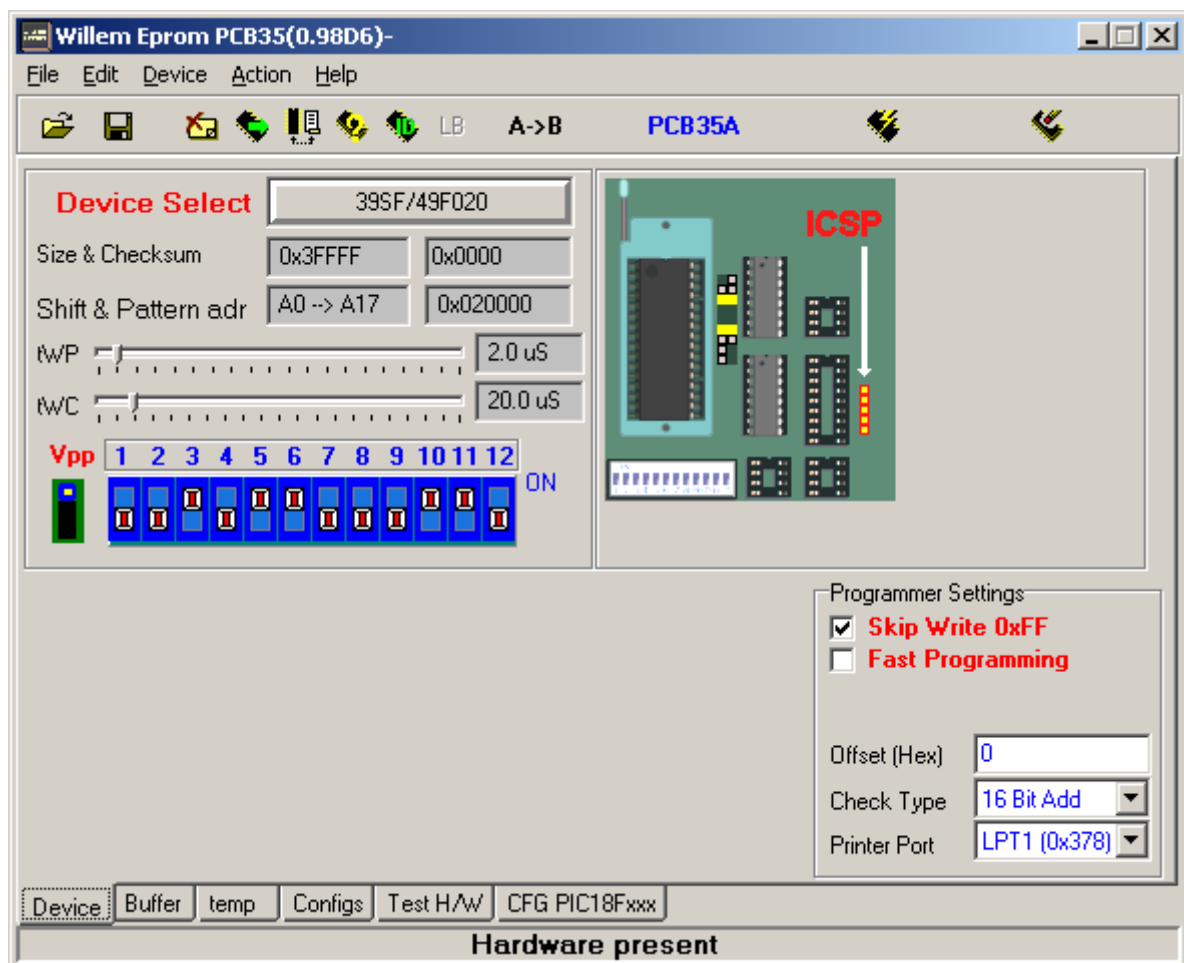 Willem Eprom PCB35(0.98D6)-
File Edit Device Action Help
LB A->B PCB35A
Device Select 39SF/49F020
Size & Checksum 0x3FFFF 0x0000
Shift & Pattern adr A0 --> A17 0x020000
tWP 2.0 uS
tWC 20.0 uS
Vpp 1 2 3 4 5 6 7 8 9 10 11 12
ON
ICSP
Programmer Settings
Skip Write 0xFF
Fast Programming
Offset (Hex) 0
Check Type 16 Bit Add
Printer Port LPT1 (0x378)
Device Buffer temp Configs Test H/W CFG PIC18Fxxx
Hardware present